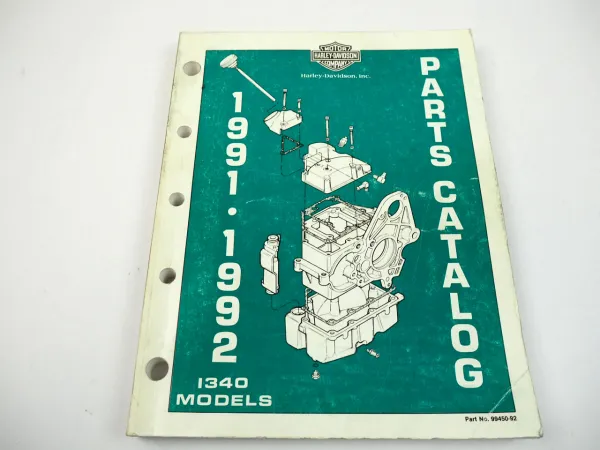 MOTOR
HARLEY-DAVIDSON
COMPANY
Harley-Davidson, Inc.
PARTS CATALOG
1991-1992
1340
MODELS
Part No. 99450-92